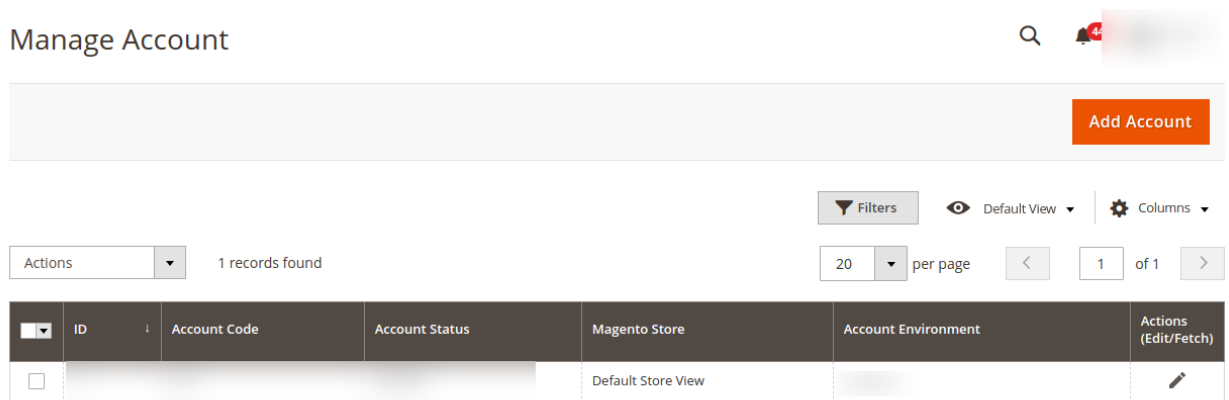 Manage Account
44
Add Account
Filters
Default View
Columns
Actions
1 records found
20
per page
1
of 1
ID ↓ Account Code Account Status Magento Store Account Environment Actions
(Edit/Fetch)
Default Store View